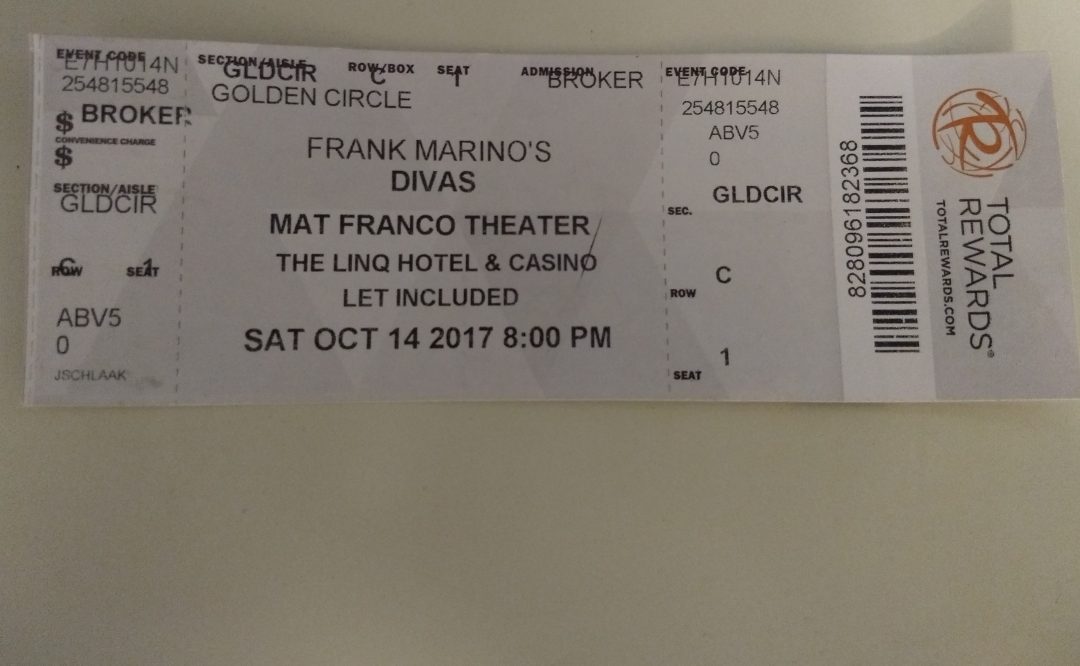 EVENT CODE
E7H1014N
254815548
$ BROKER
CONVENIENCE CHARGE
$
SECTION/AISLE
GLDCIR
C 1
ROW SEAT
ABV5
0
JSCHLAAK
SECTION/AISLE ROW/BOX SEAT ADMISSION
GLDCIR C 1 BROKER
GOLDEN CIRCLE
FRANK MARINO'S
DIVAS
MAT FRANCO THEATER
THE LINQ HOTEL & CASINO
LET INCLUDED
SAT OCT 14 2017 8:00 PM
EVENT CODE
E7H1014N
254815548
ABV5
0
GLDCIR
SEC.
C
ROW
1
SEAT
828096182368
R
TOTAL
REWARDS®
TOTALREWARDS.COM